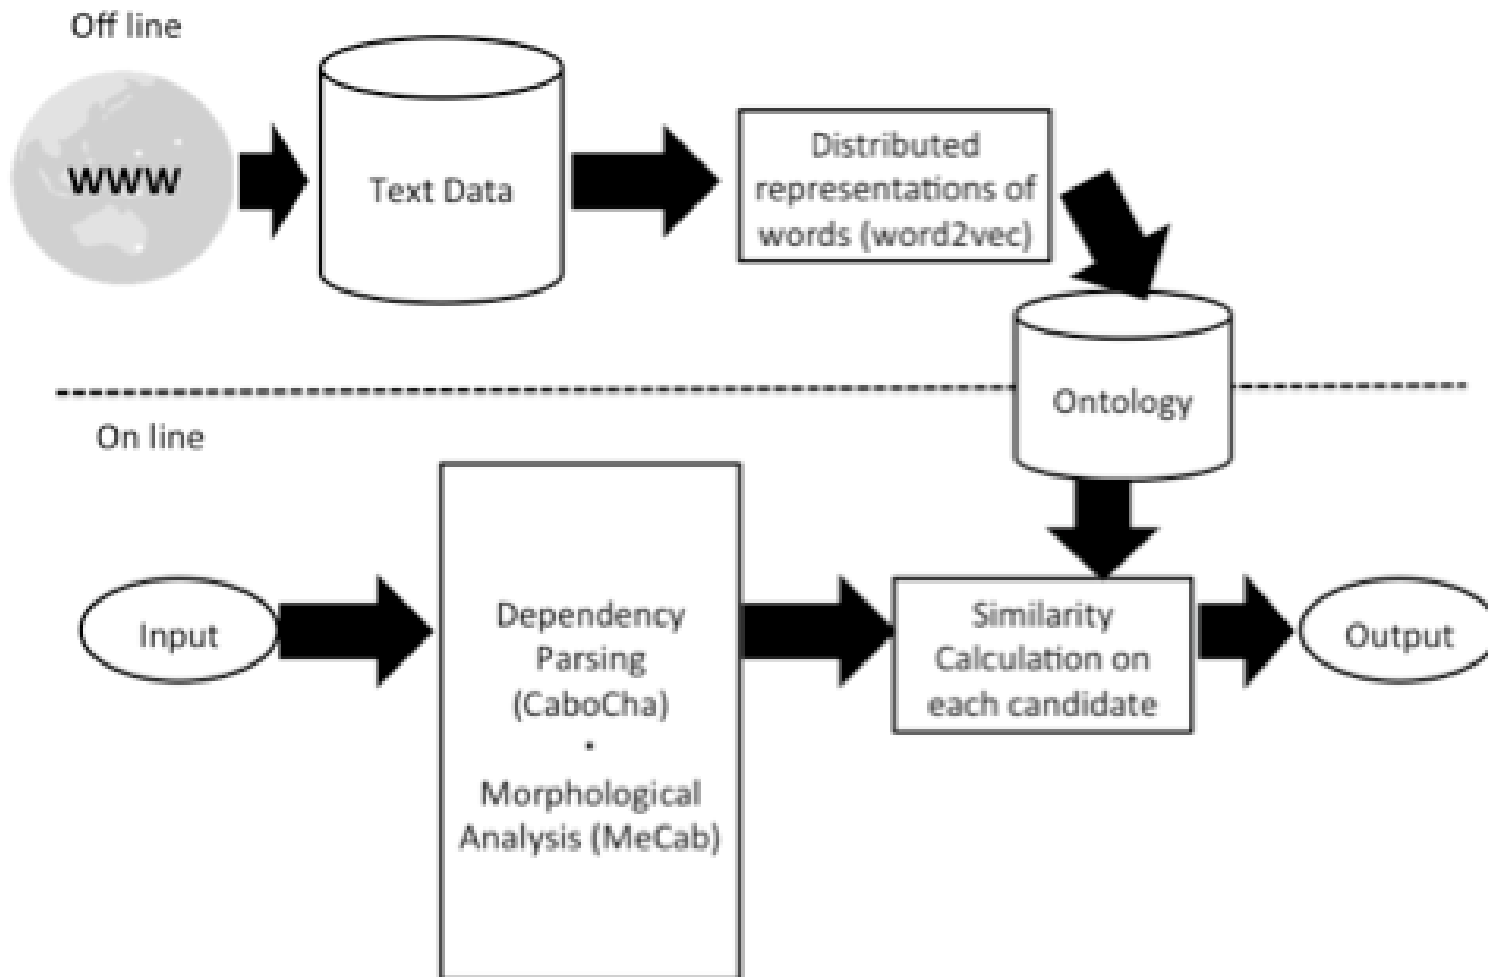 Off line
WWW
Text Data
Distributed
representations of
words (word2vec)
Ontology
On line
Input
Dependency
Parsing
(CaboCha)
・
Morphological
Analysis (MeCab)
Similarity
Calculation on
each candidate
Output